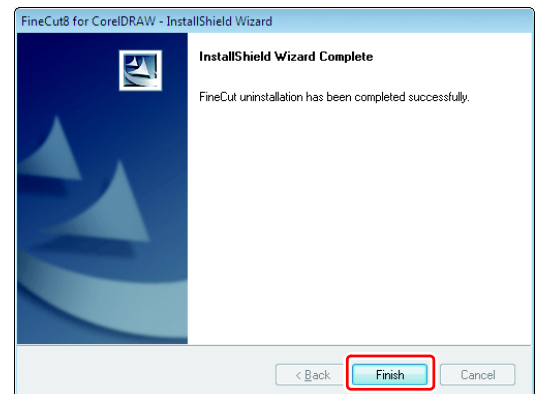 FineCut8 for CorelDRAW - InstallShield Wizard
InstallShield Wizard Complete
FineCut uninstallation has been completed successfully.
< Back
Finish
Cancel